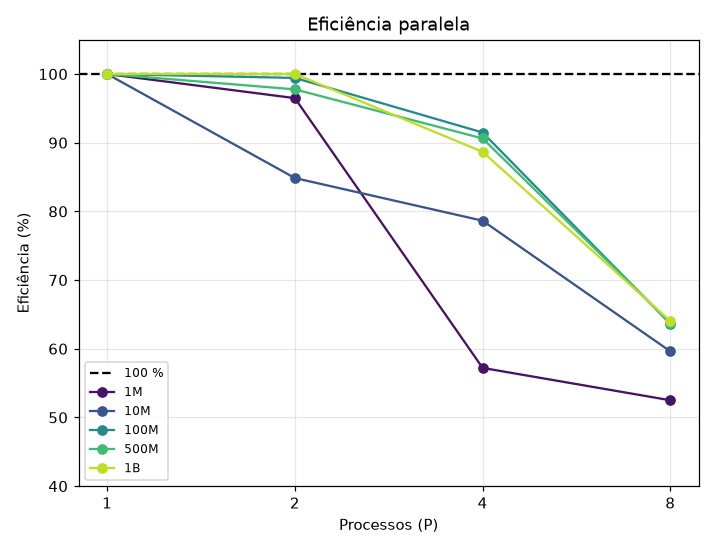 Eficiência paralela
Eficiência (%)
100
90
80
70
60
50
40
100 %
1M
10M
100M
500M
1B
1
2
4
8
Processos (P)